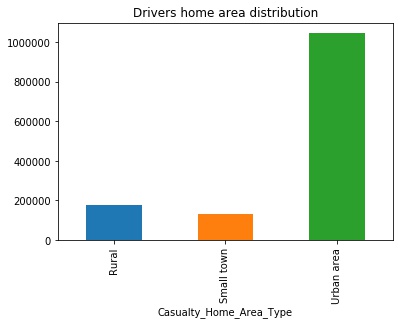 Drivers home area distribution
1000000
800000
600000
400000
200000
0
Rural
Small town
Urban area
Casualty_Home_Area_Type